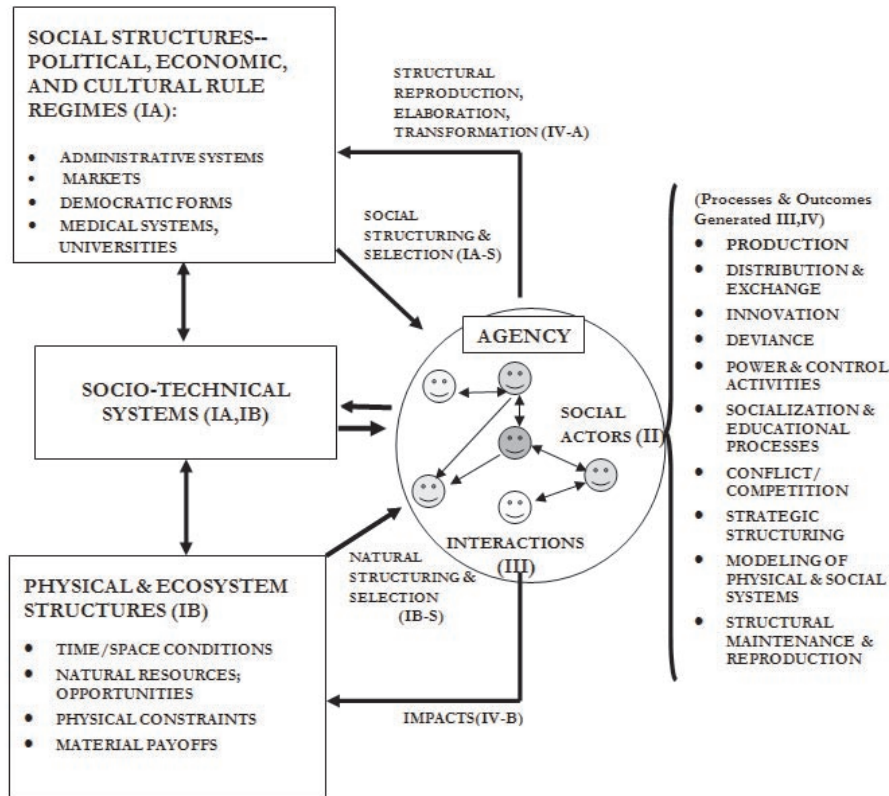 SOCIAL STRUCTURES--
POLITICAL, ECONOMIC,
AND CULTURAL RULE
REGIMES (IA):
• ADMINISTRATIVE SYSTEMS
• MARKETS
• DEMOCRATIC FORMS
• MEDICAL SYSTEMS,
UNIVERSITIES
STRUCTURAL
REPRODUCTION,
ELABORATION,
TRANSFORMATION (IV-A)
SOCIAL
STRUCTURING &
SELECTION (IA-S)
SOCIO-TECHNICAL
SYSTEMS (IA,IB)
AGENCY
SOCIAL
ACTORS (II)
INTERACTIONS
(III)
PHYSICAL & ECOSYSTEM
STRUCTURES (IB)
• TIME/SPACE CONDITIONS
• NATURAL RESOURCES;
OPPORTUNITIES
• PHYSICAL CONSTRAINTS
• MATERIAL PAYOFFS
NATURAL
STRUCTURING &
SELECTION
(IB-S)
IMPACTS(IV-B)
(Processes & Outcomes
Generated III,IV)
• PRODUCTION
• DISTRIBUTION &
EXCHANGE
• INNOVATION
• DEVIANCE
• POWER & CONTROL
ACTIVITIES
• SOCIALIZATION &
EDUCATIONAL
PROCESSES
• CONFLICT/
COMPETITION
• STRATEGIC
STRUCTURING
• MODELING OF
PHYSICAL & SOCIAL
SYSTEMS
• STRUCTURAL
MAINTENANCE &
REPRODUCTION